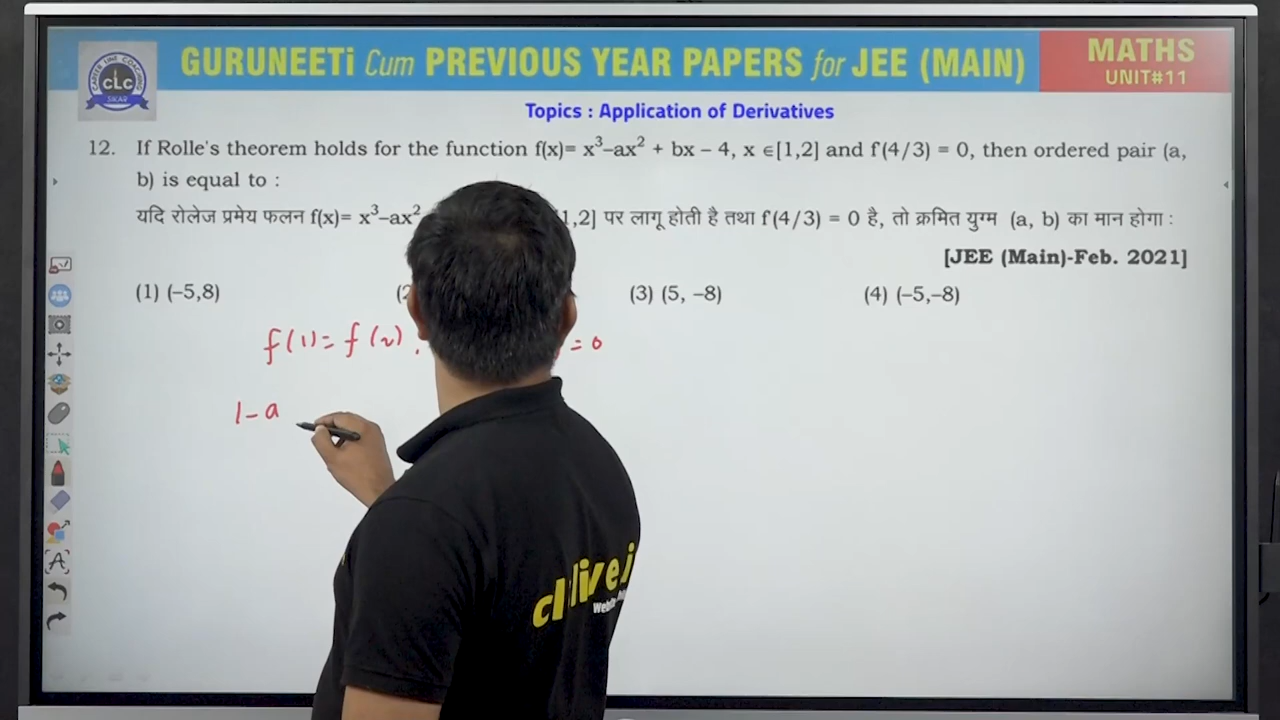 GURUNEETi Cum PREVIOUS YEAR PAPERS for JEE (MAIN)
MATHS
UNIT#11
CLC
SIKAR
Topics : Application of Derivatives
12. If Rolle's theorem holds for the function f(x)= x³–ax² + bx – 4, x ∈[1,2] and f'(4/3) = 0, then ordered pair (a,
b) is equal to :
यदि रोलेज प्रमेय फलन f(x)= x³–ax² 1,2] पर लागू होती है तथा f'(4/3) = 0 है, तो क्रमित युग्म (a, b) का मान होगा :
[JEE (Main)-Feb. 2021]
(1) (–5,8) (3) (5, –8) (4) (–5,–8)
f(1)= f(2) , = 0
1-a